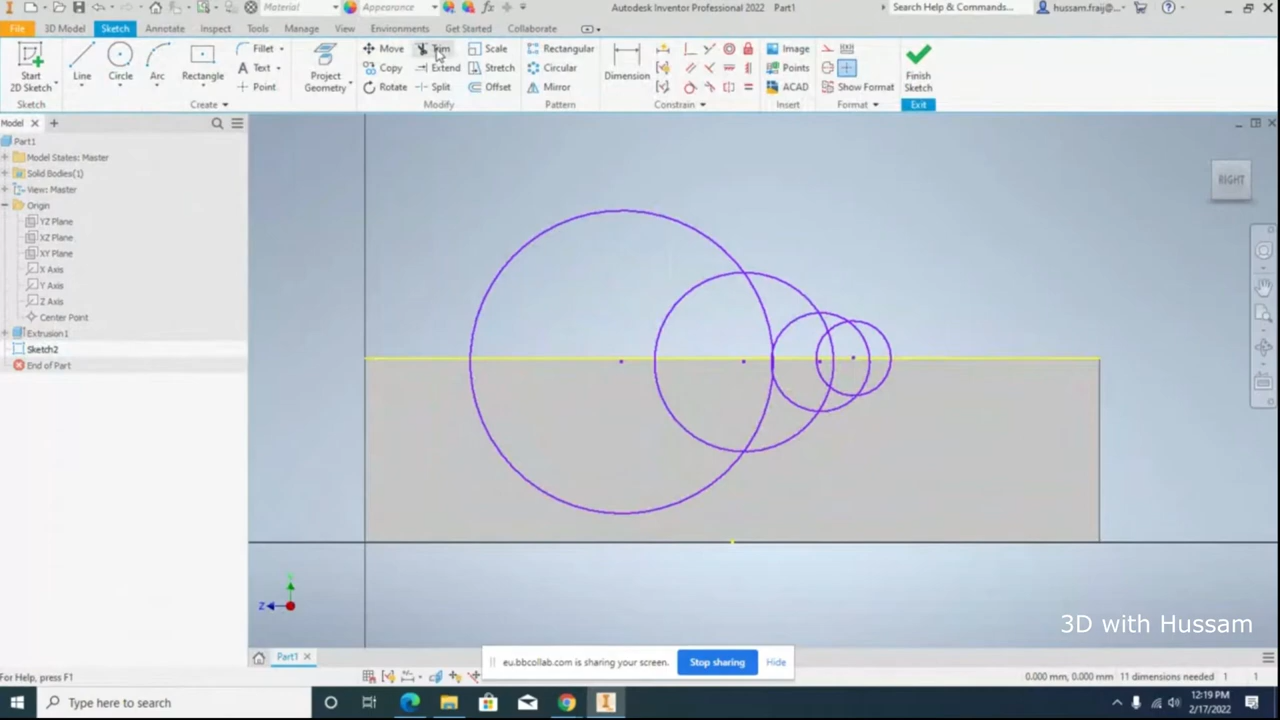 Material
Appearance
Autodesk Inventor Professional 2022 Part1
Search Help & Commands...
hussam.fraij@...
File
3D Model
Sketch
Annotate
Inspect
Tools
Manage
View
Environments
Get Started
Collaborate
Start
2D Sketch
Line
Circle
Arc
Rectangle
Fillet
Text
Point
Project
Geometry
Move
Copy
Rotate
Trim
Extend
Split
Scale
Stretch
Offset
Rectangular
Circular
Mirror
Dimension
Image
Points
ACAD
Show Format
Finish
Sketch
Sketch
Create
Modify
Pattern
Constrain
Insert
Format
Exit
Model
Part1
Model States: Master
Solid Bodies(1)
View: Master
Origin
YZ Plane
XZ Plane
XY Plane
X Axis
Y Axis
Z Axis
Center Point
Extrusion1
Sketch2
End of Part
RIGHT
Z
3D with Hussam
Part1
eu.bbcollab.com is sharing your screen.
Stop sharing
Hide
For Help, press F1
0.000 mm, 0.000 mm
11 dimensions needed
1
1
Type here to search
12:19 PM
2/17/2022